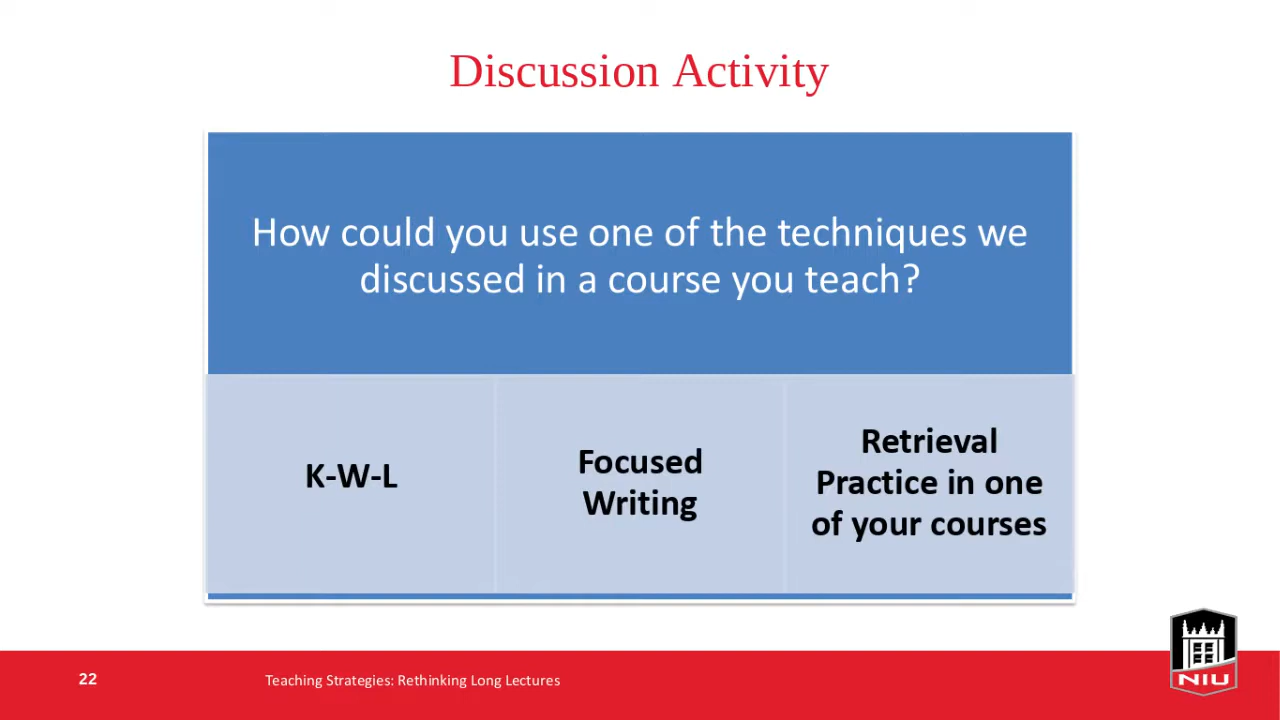 Discussion Activity
How could you use one of the techniques we
discussed in a course you teach?
K-W-L
Focused
Writing
Retrieval
Practice in one
of your courses
22
Teaching Strategies: Rethinking Long Lectures
NIU